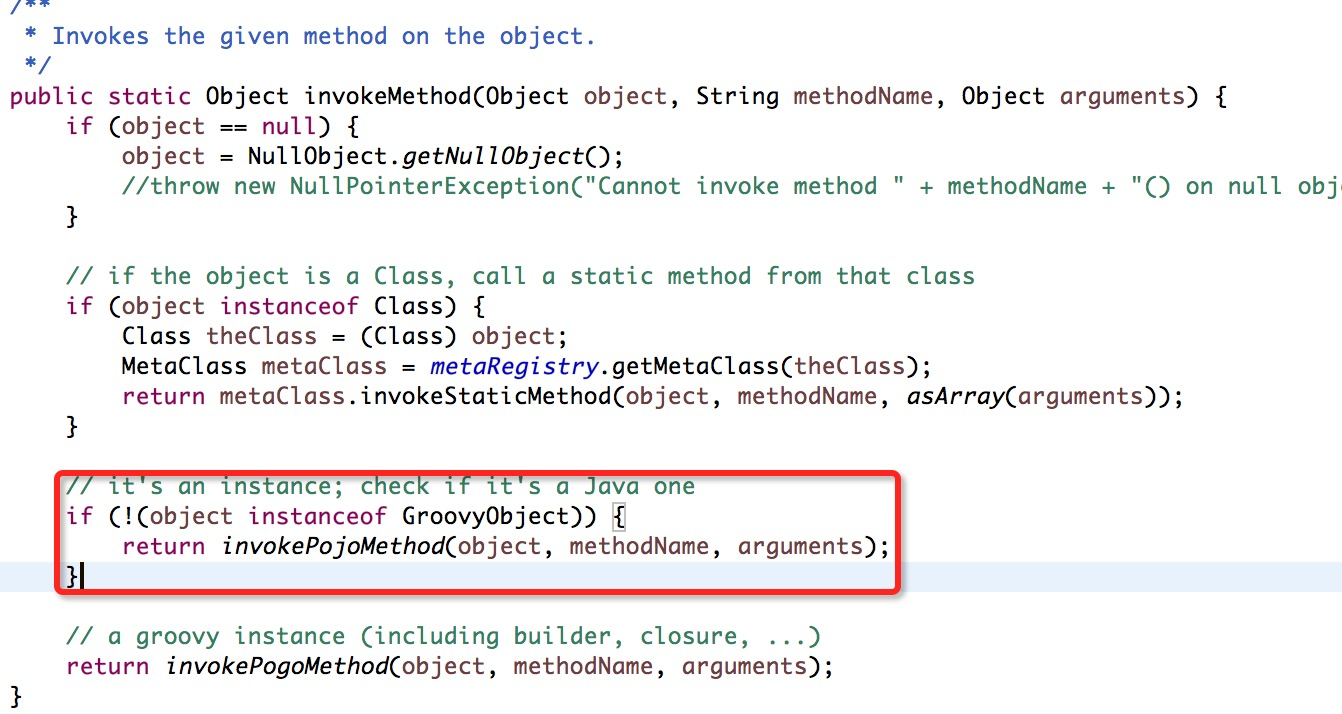 /**
 * Invokes the given method on the object.
 */
public static Object invokeMethod(Object object, String methodName, Object arguments) {
    if (object == null) {
        object = NullObject.getNullObject();
        //throw new NullPointerException("Cannot invoke method " + methodName + "() on null obj
    }

    // if the object is a Class, call a static method from that class
    if (object instanceof Class) {
        Class theClass = (Class) object;
        MetaClass metaClass = metaRegistry.getMetaClass(theClass);
        return metaClass.invokeStaticMethod(object, methodName, asArray(arguments));
    }

    // it's an instance; check if it's a Java one
    if (!(object instanceof GroovyObject)) {
        return invokePojoMethod(object, methodName, arguments);
    }

    // a groovy instance (including builder, closure, ...)
    return invokePogoMethod(object, methodName, arguments);
}